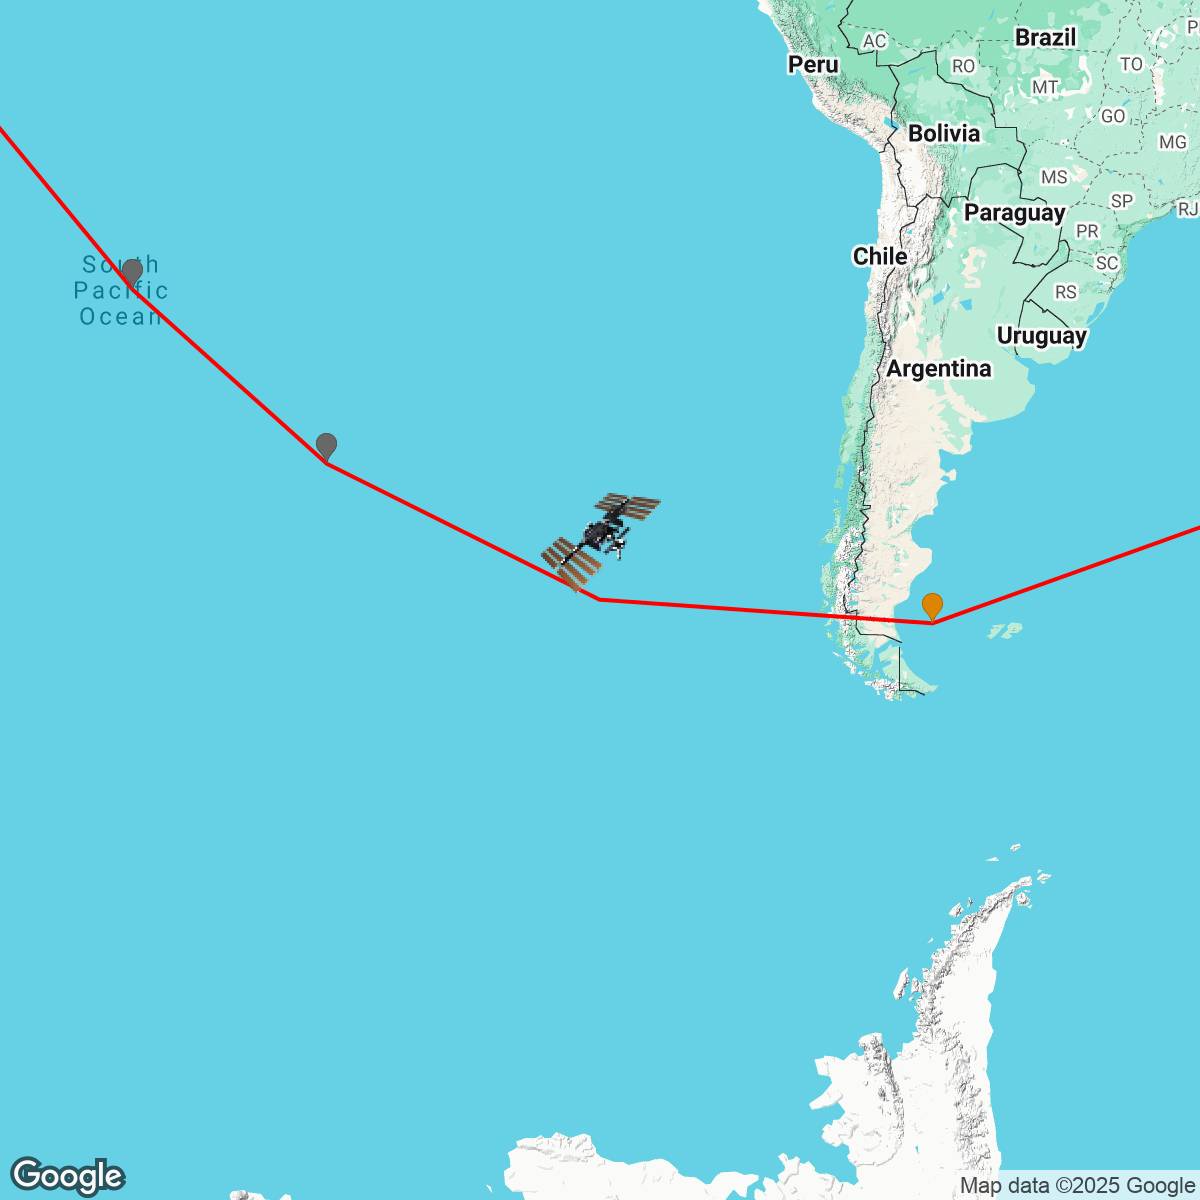 Brazil
AC
Peru
RO
TO
MT
GO
Bolivia
MG
MS
SP
Paraguay
RJ
PR
Chile
SC
South
Pacific
Ocean
RS
Uruguay
Argentina
Google
Map data ©2025 Google